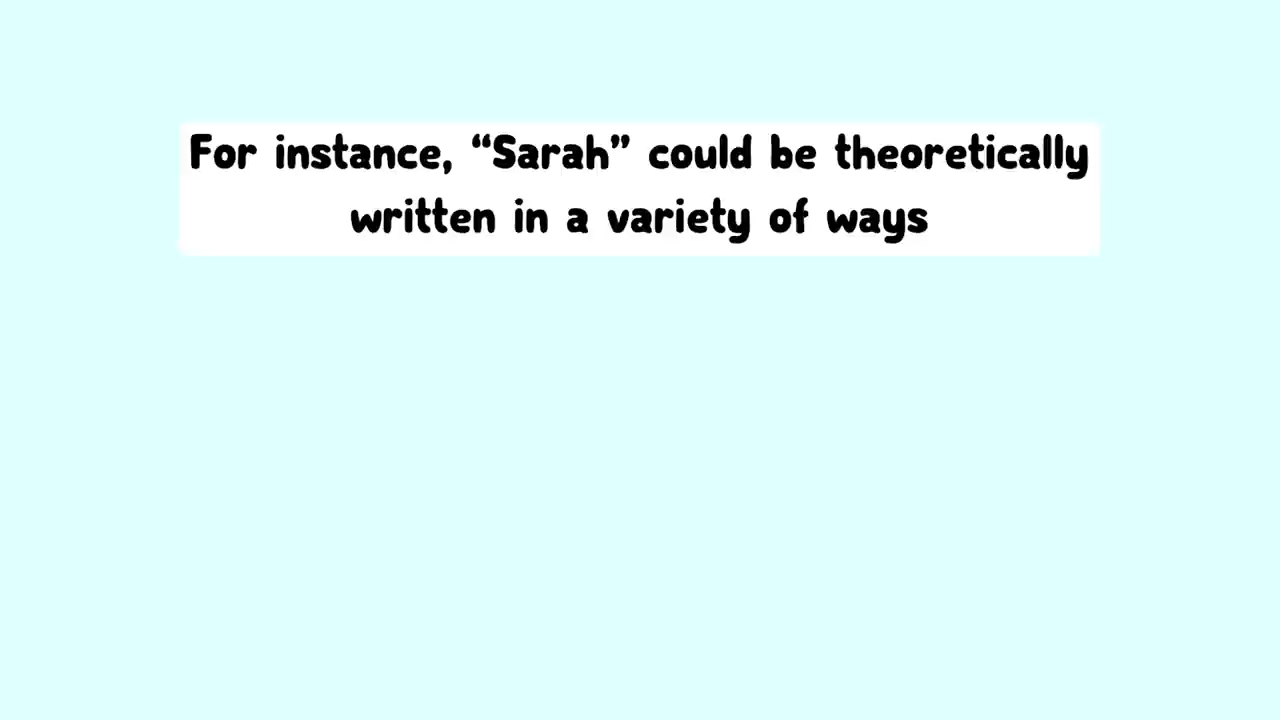 For instance, “Sarah” could be theoretically
written in a variety of ways